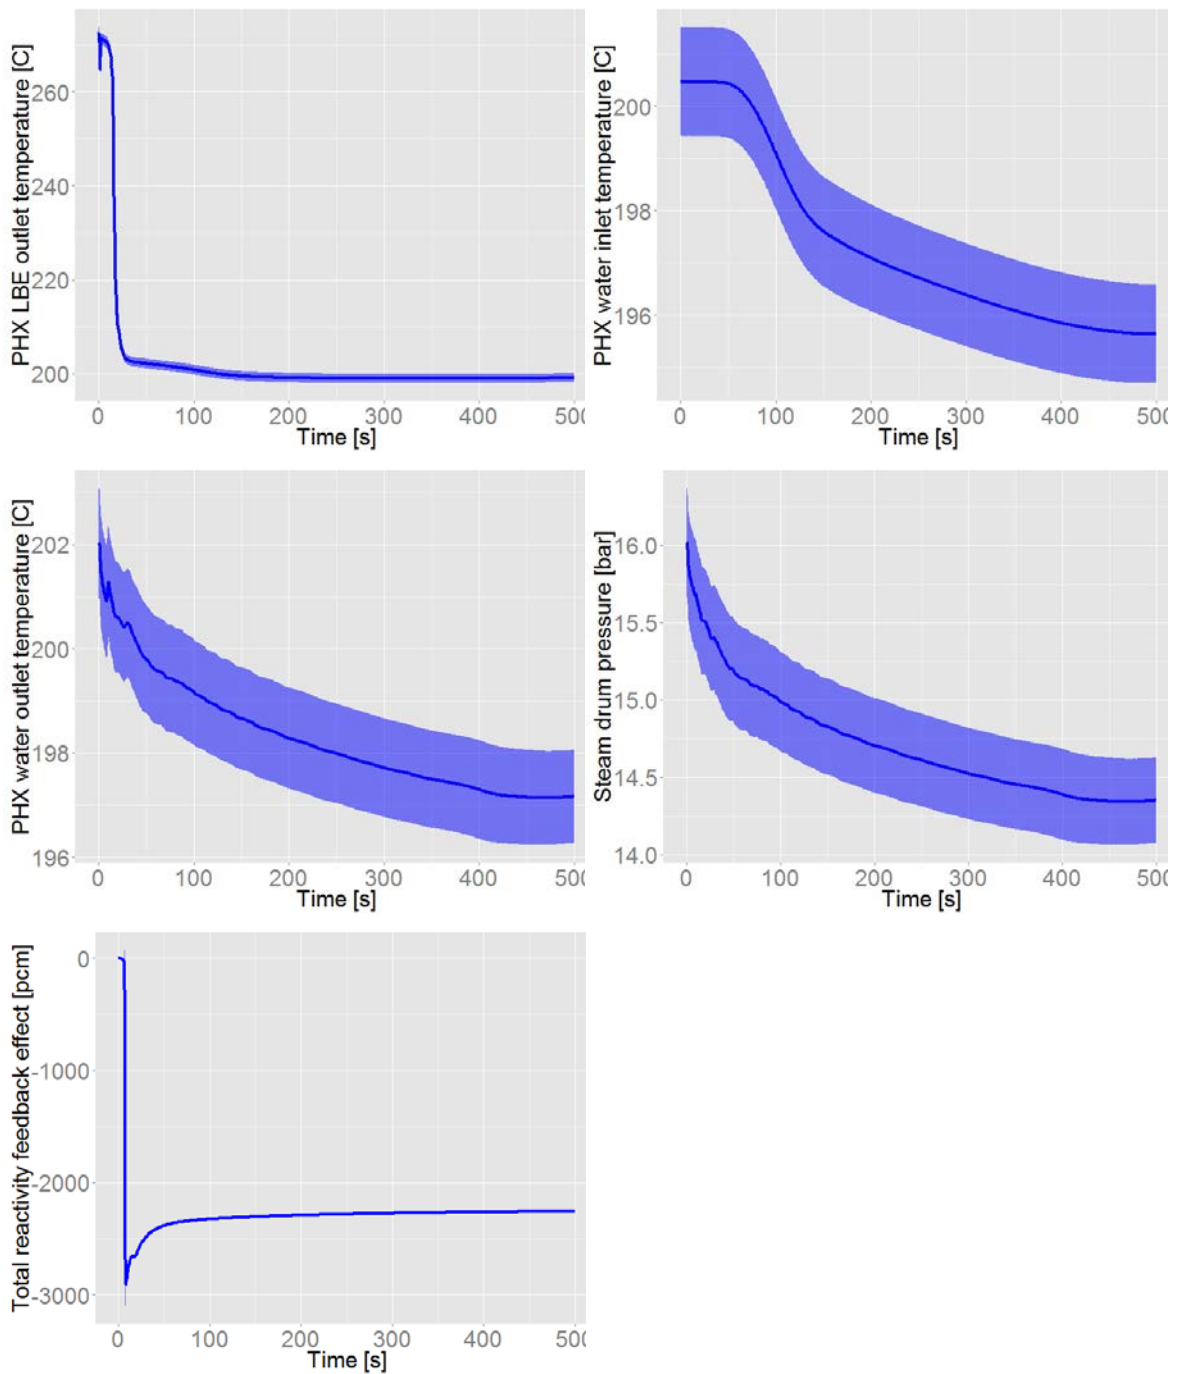 PHX LBE outlet temperature [C]
260
240
220
200
0 100 200 300 400 500
Time [s]
PHX water inlet temperature [C]
200
198
196
0 100 200 300 400 500
Time [s]
PHX water outlet temperature [C]
202
200
198
196
0 100 200 300 400 500
Time [s]
Steam drum pressure [bar]
16.0
15.5
15.0
14.5
14.0
0 100 200 300 400 500
Time [s]
Total reactivity feedback effect [pcm]
0
-1000
-2000
-3000
0 100 200 300 400 500
Time [s]